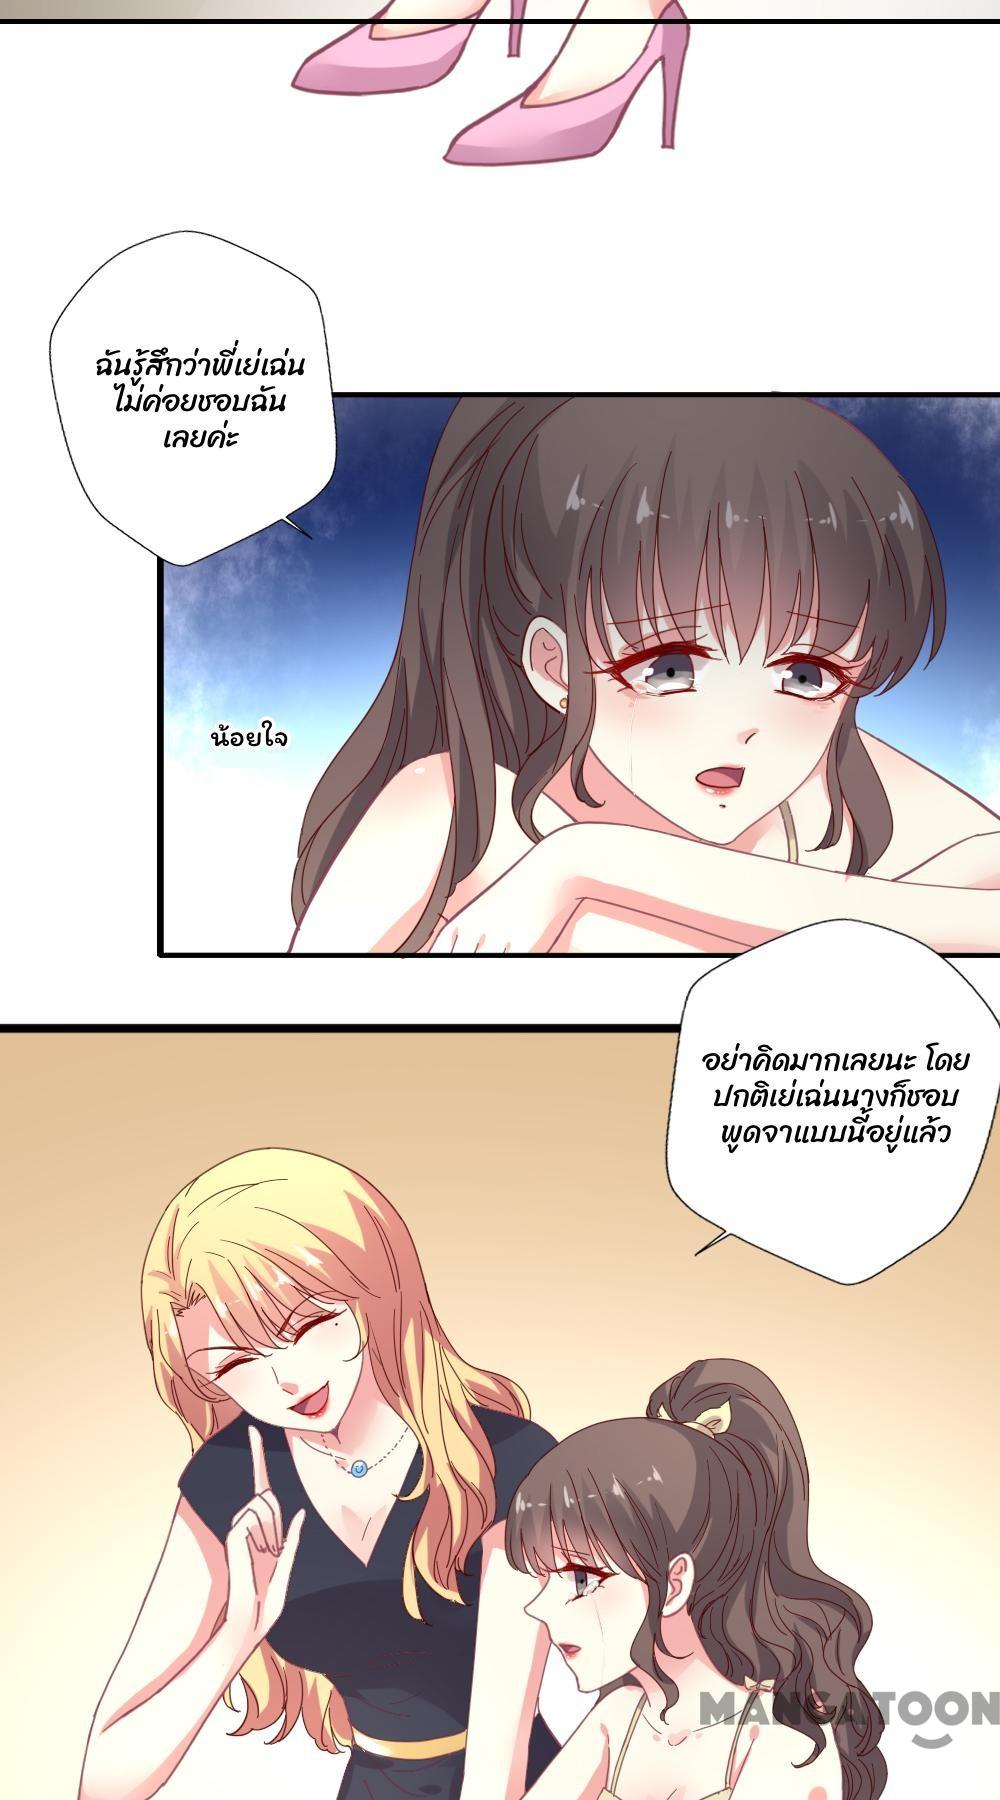 ฉันรู้สึกว่าพี่เย่เฉ่น
ไม่ค่อยชอบฉัน
เลยค่ะ
น้อยใจ
อย่าคิดมากเลยนะ โดย
ปกติเย่เฉ่นนางก็ชอบ
พูดจาแบบนี้อยู่แล้ว
MANGATOON